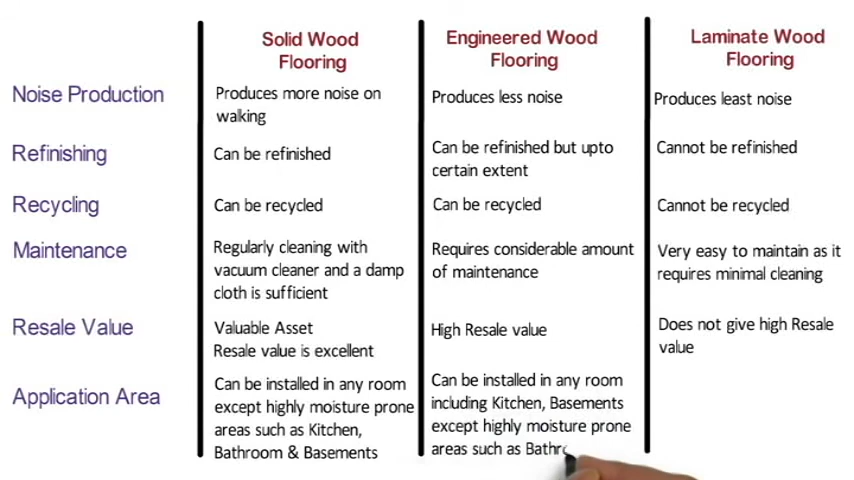 Solid Wood
Flooring
Engineered Wood
Flooring
Laminate Wood
Flooring
Noise Production
Produces more noise on
walking
Produces less noise
Produces least noise
Refinishing
Can be refinished
Can be refinished but upto
certain extent
Cannot be refinished
Recycling
Can be recycled
Can be recycled
Cannot be recycled
Maintenance
Regularly cleaning with
vacuum cleaner and a damp
cloth is sufficient
Requires considerable amount
of maintenance
Very easy to maintain as it
requires minimal cleaning
Resale Value
Valuable Asset
Resale value is excellent
High Resale value
Does not give high Resale
value
Application Area
Can be installed in any room
except highly moisture prone
areas such as Kitchen,
Bathroom & Basements
Can be installed in any room
including Kitchen, Basements
except highly moisture prone
areas such as Bathr